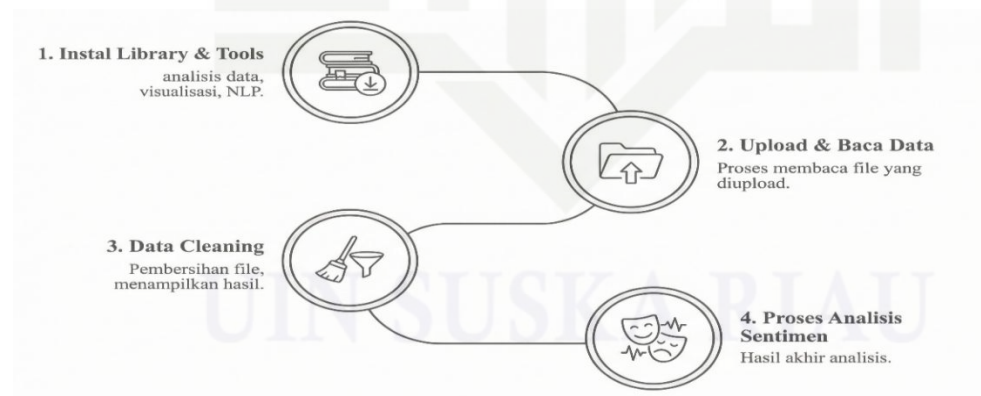 1. Instal Library & Tools
analisis data,
visualisasi, NLP.
2. Upload & Baca Data
Proses membaca file yang
diupload.
3. Data Cleaning
Pembersihan file,
menampilkan hasil.
UIN SUSKA RIAU
4. Proses Analisis
Sentimen
Hasil akhir analisis.